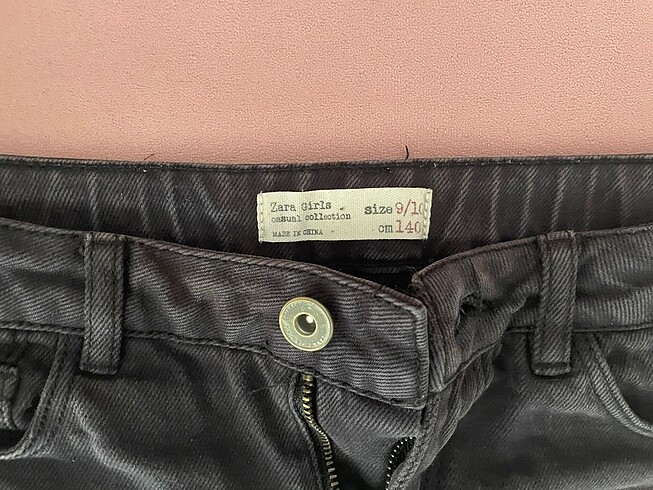 Zara Girls
casual collection
MADE IN CHINA
size 9/10
cm 140